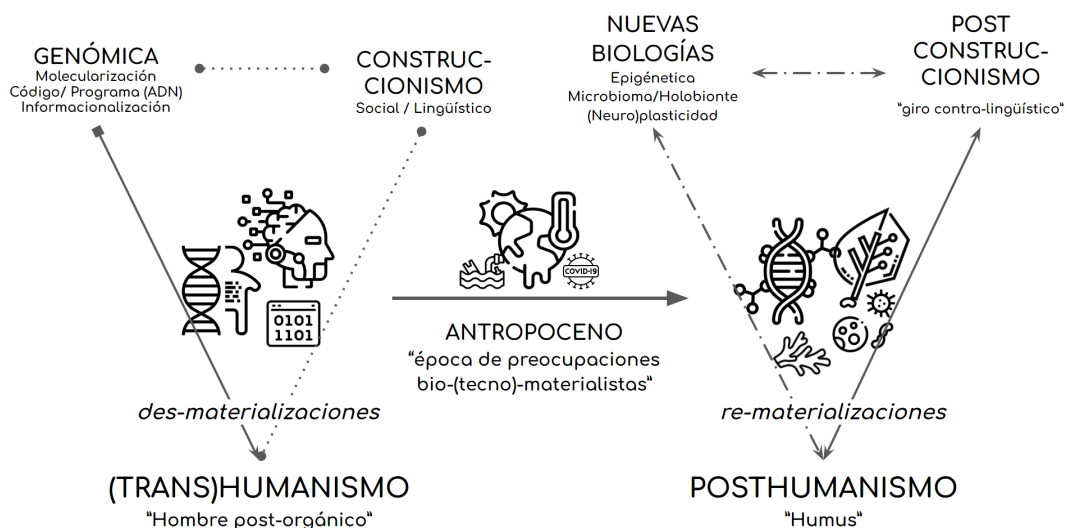 GENÓMICA
Molecularización
Código/ Programa (ADN)
Informacionalización
CONSTRUC-
CIONISMO
Social / Lingüístico
NUEVAS
BIOLOGÍAS
Epigénetica
Microbioma/Holobionte
(Neuro)plasticidad
POST
CONSTRUC-
CIONISMO
"giro contra-lingüístico"
0101
1101
COVID-19
ANTROPOCENO
"época de preocupaciones
bio-(tecno)-materialistas"
des-materializaciones
re-materializaciones
(TRANS)HUMANISMO
"Hombre post-orgánico"
POSTHUMANISMO
"Humus"